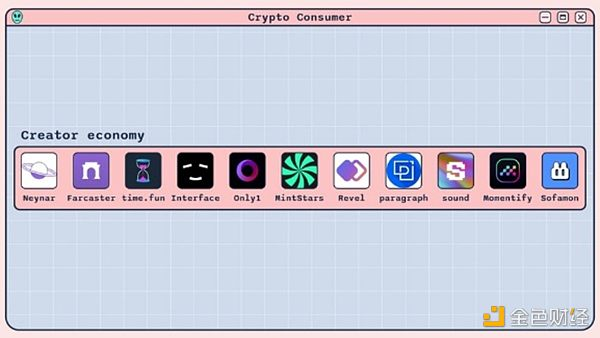 Crypto Consumer
Creator economy
Neynar Farcaster time.fun Interface Only1 MintStars Revel paragraph sound Momentify Sofamon
金色财经